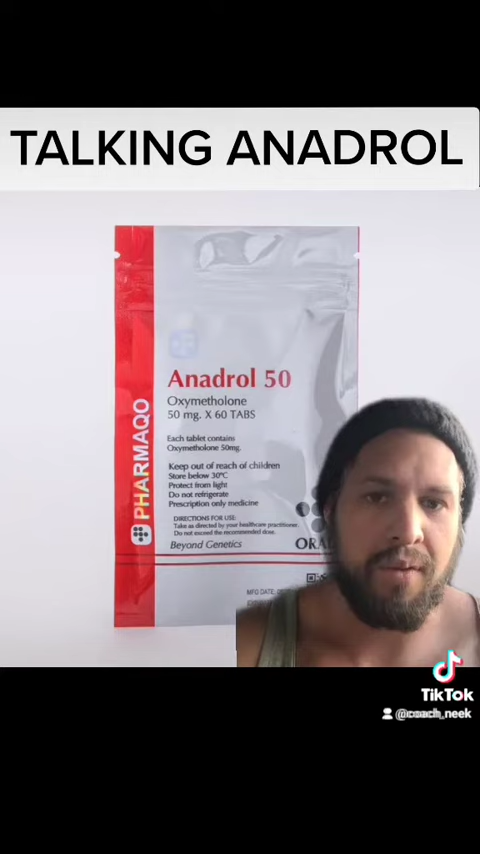 TALKING ANADROL
PHARMAQO
Anadrol 50
Oxymetholone
50 mg. X 60 TABS
Each tablet contains
Oxymetholone 50mg.
Keep out of reach of children
Store below 30°C
Protect from light
Do not refrigerate
Prescription only medicine
DIRECTIONS FOR USE:
Take as directed by your healthcare practitioner.
Do not exceed the recommended dose.
Beyond Genetics
MFG DATE.
TikTok
@coach_neek